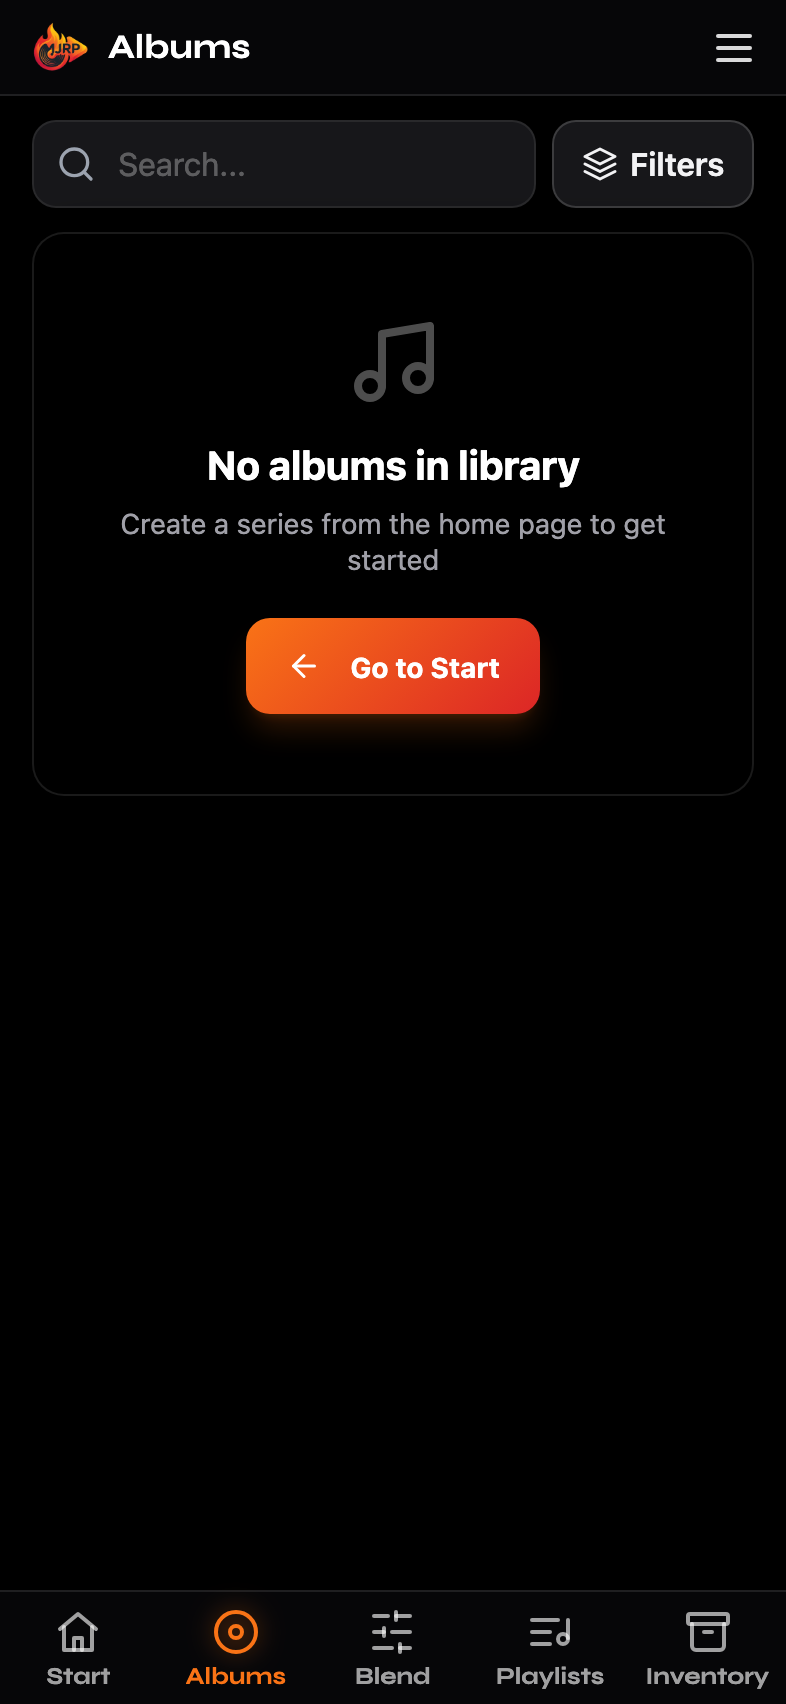 MJRP
Albums
Search...
Filters
No albums in library
Create a series from the home page to get
started
Go to Start
Start
Albums
Blend
Playlists
Inventory